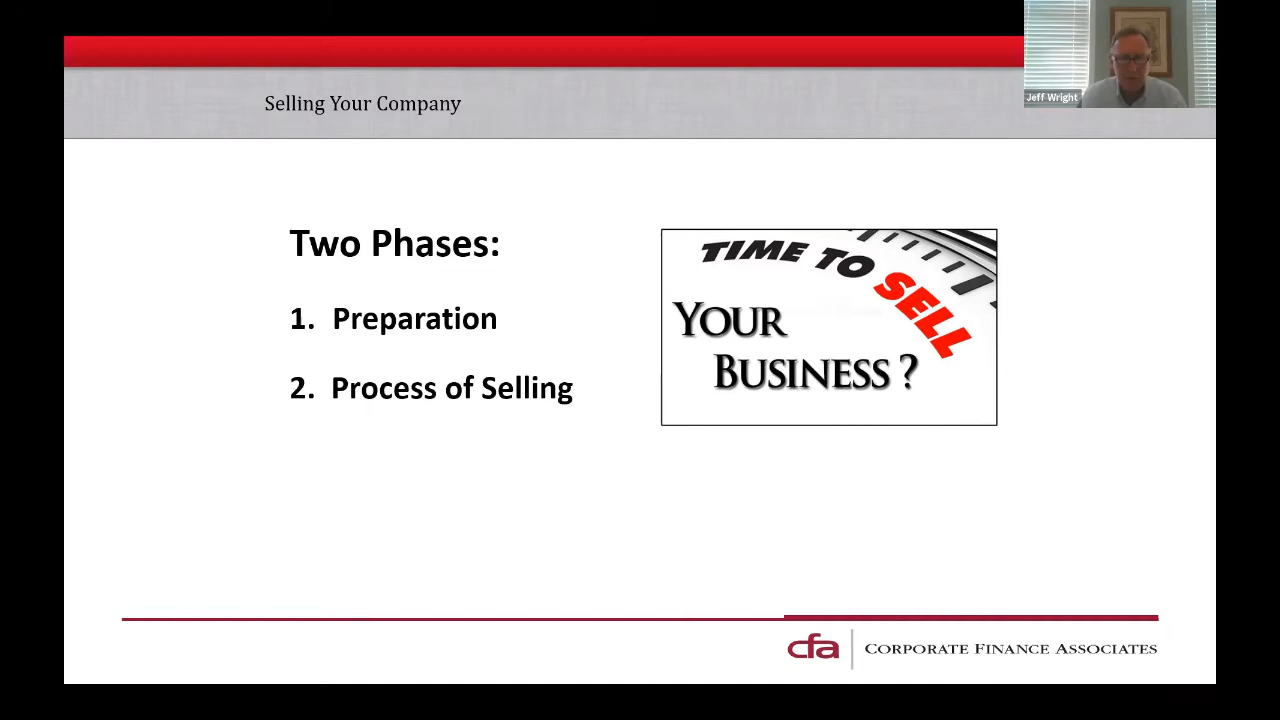 Jeff Wright
Selling Your Company
Two Phases:
1. Preparation
2. Process of Selling
TIME TO SELL
YOUR
BUSINESS ?
cfa
CORPORATE FINANCE ASSOCIATES